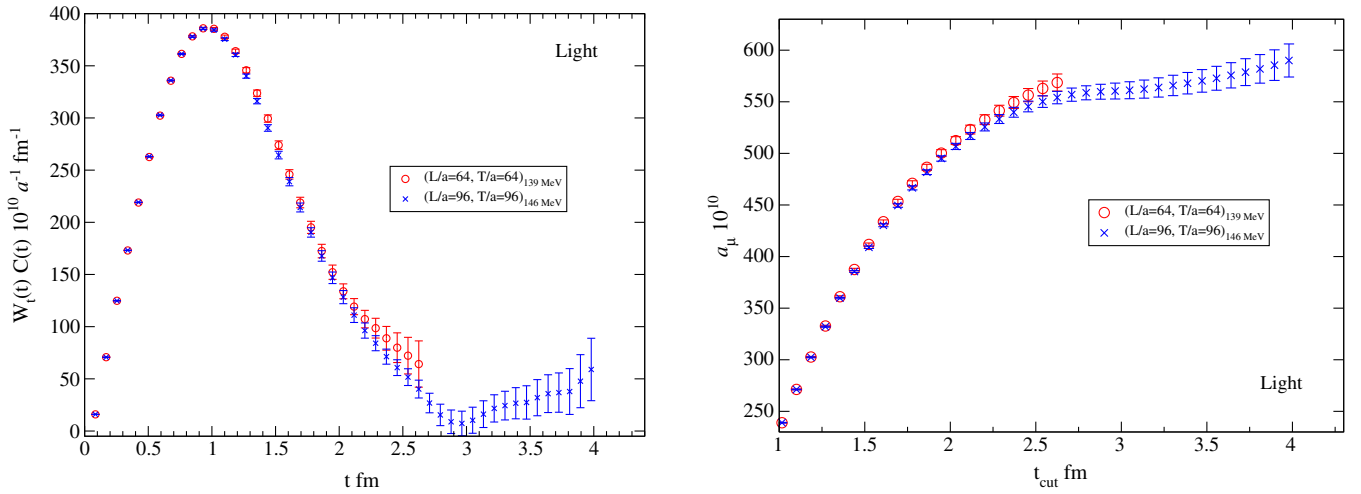 400
350
300
250
200
150
100
50
0
W_t(t) C(t) 10^10 a^-1 fm^-1
Light
(L/a=64, T/a=64)_139 MeV
(L/a=96, T/a=96)_146 MeV
0 0.5 1 1.5 2 2.5 3 3.5 4
t fm
600
550
500
450
400
350
300
250
a_μ 10^10
(L/a=64, T/a=64)_139 MeV
(L/a=96, T/a=96)_146 MeV
Light
1 1.5 2 2.5 3 3.5 4
t_cut fm